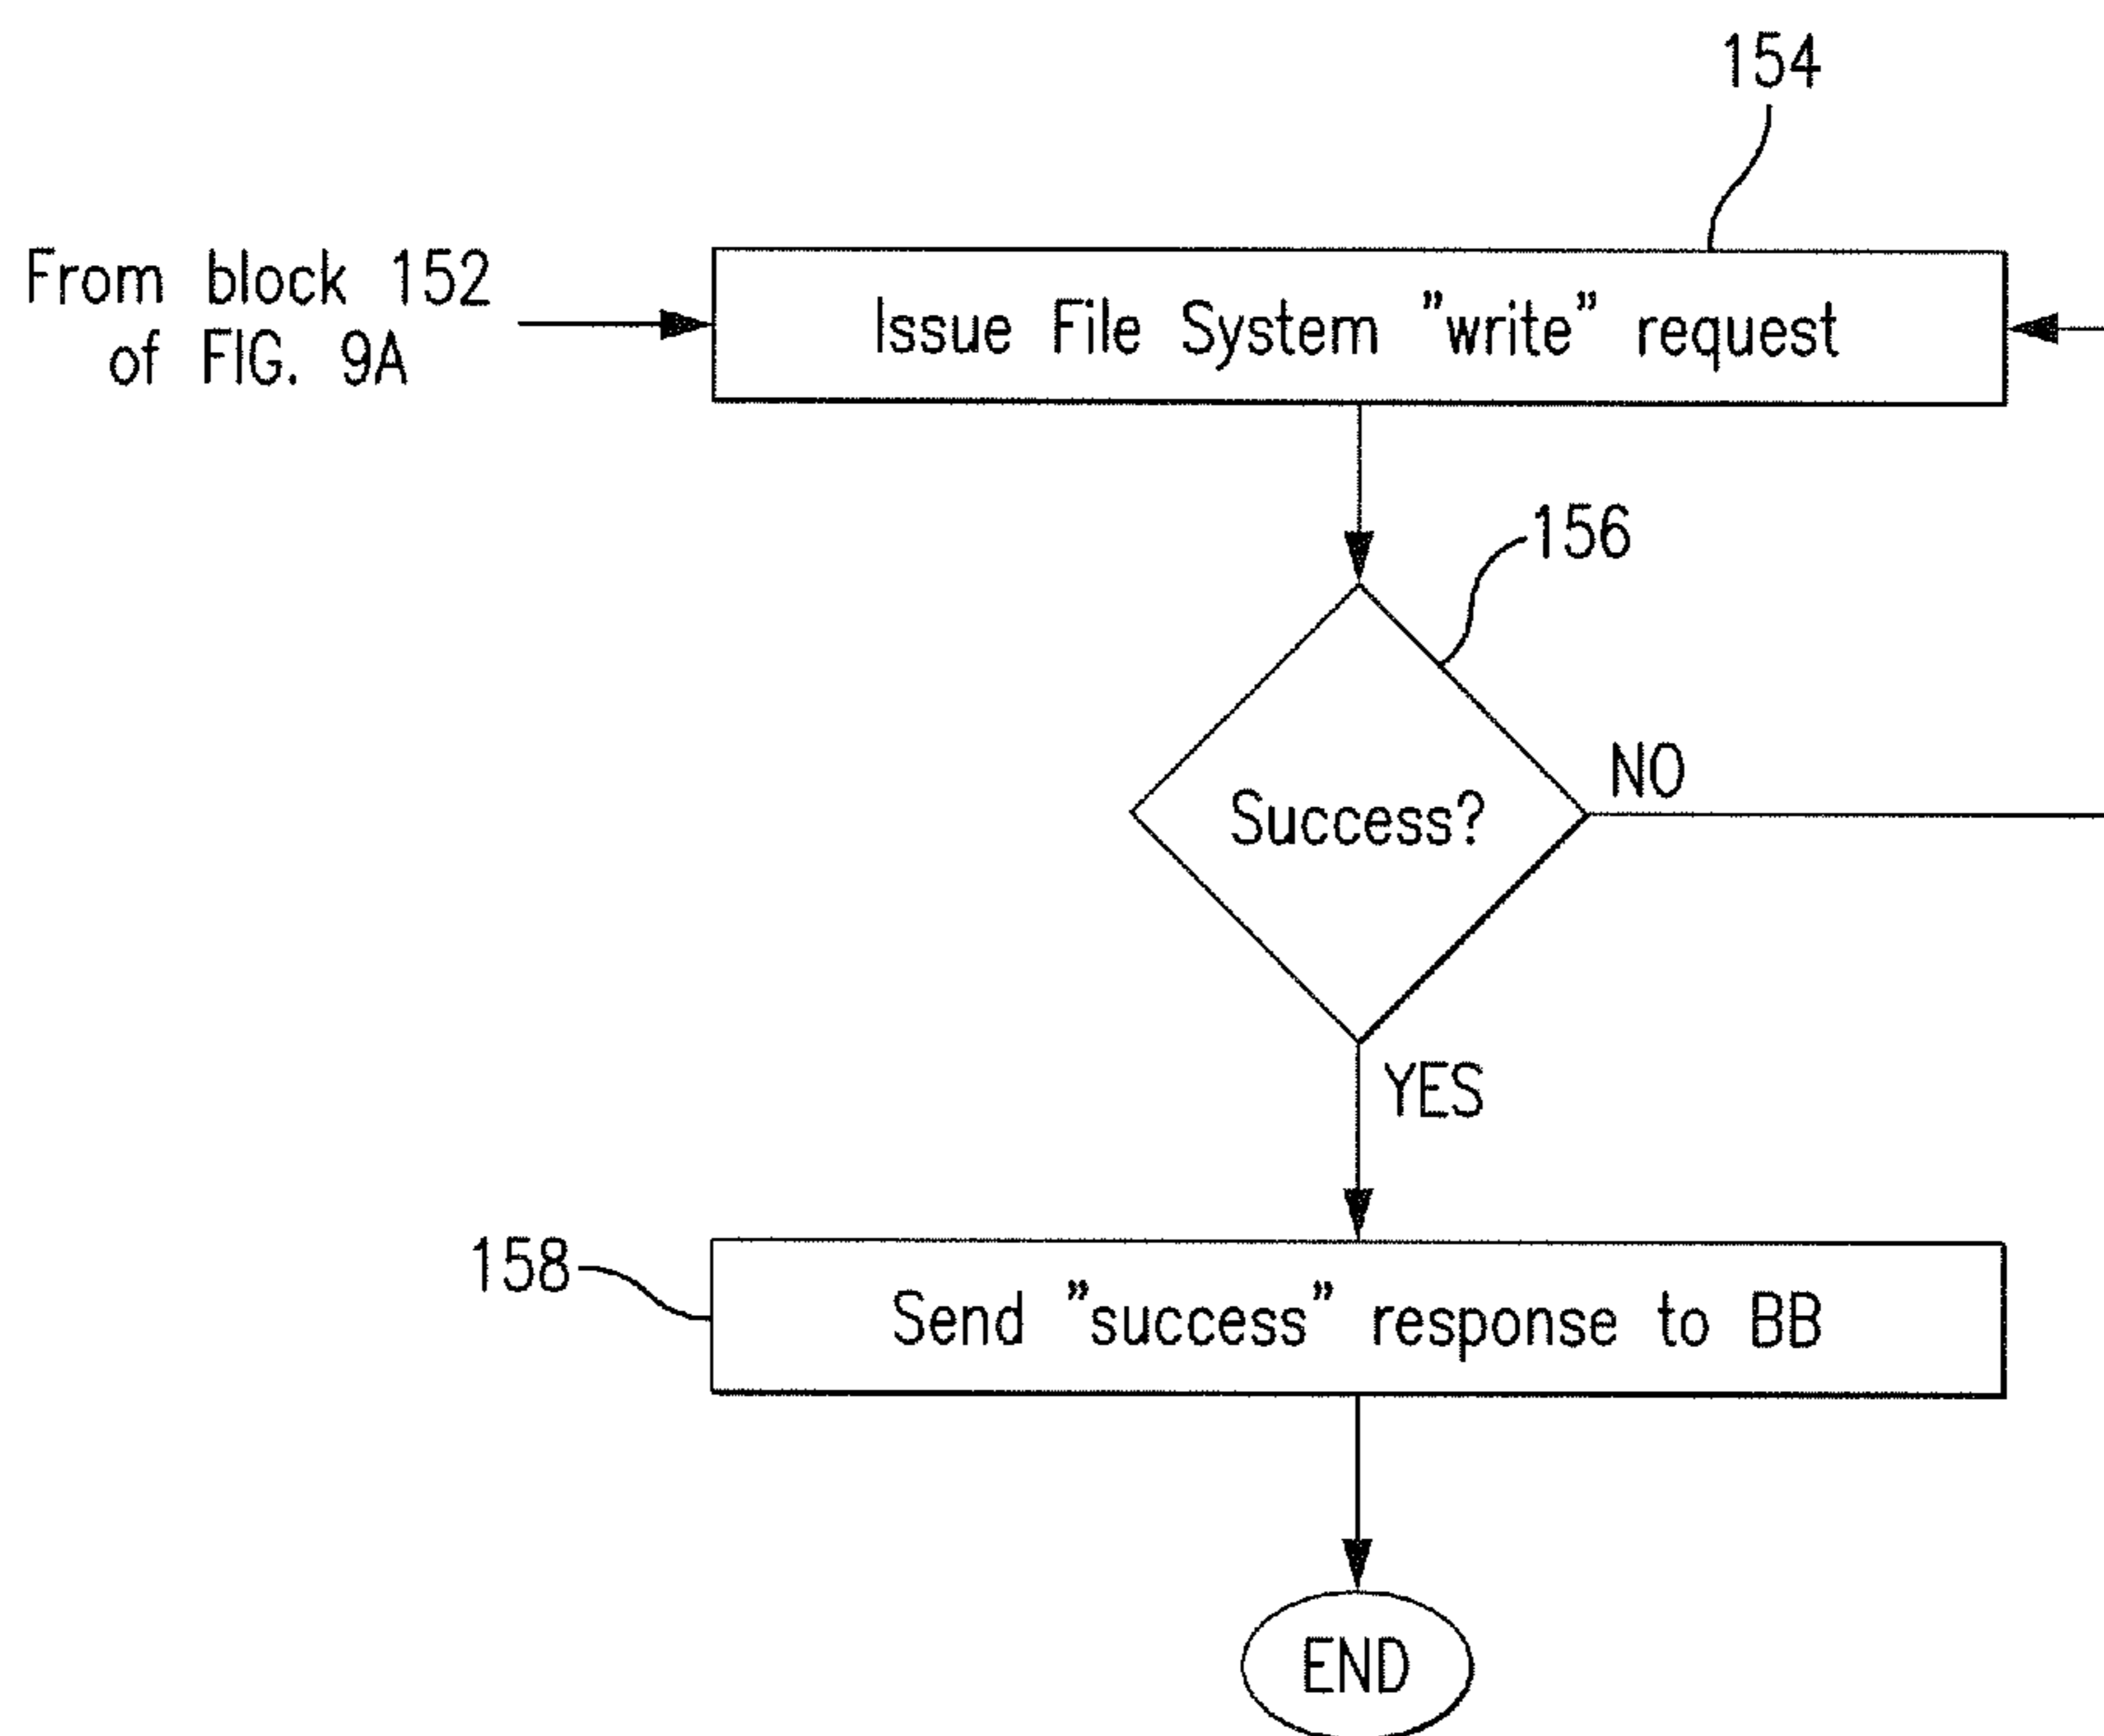 154
From block 152
of FIG. 9A
Issue File System "write" request
156
Success?
NO
YES
158
Send "success" response to BB
END